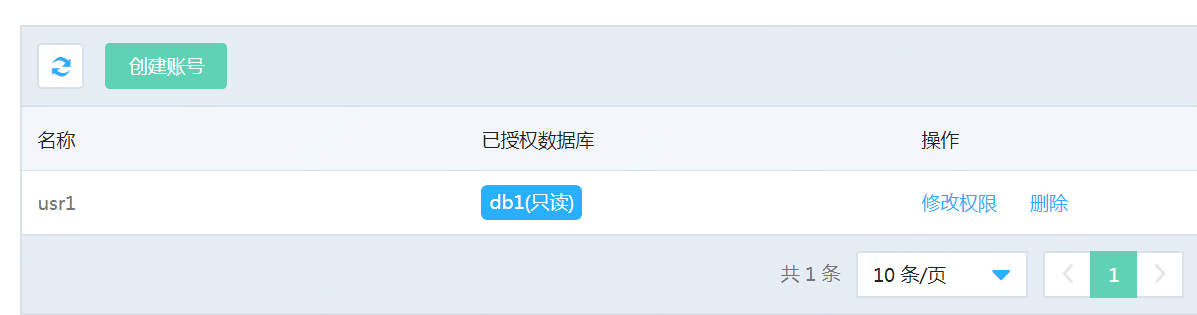 创建账号
名称 已授权数据库 操作
usr1 db1(只读) 修改权限 删除
共 1 条 10 条/页 1